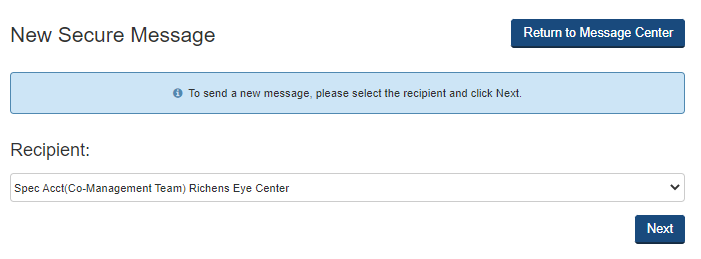 New Secure Message
Return to Message Center
To send a new message, please select the recipient and click Next.
Recipient:
Spec Acct(Co-Management Team) Richens Eye Center
Next